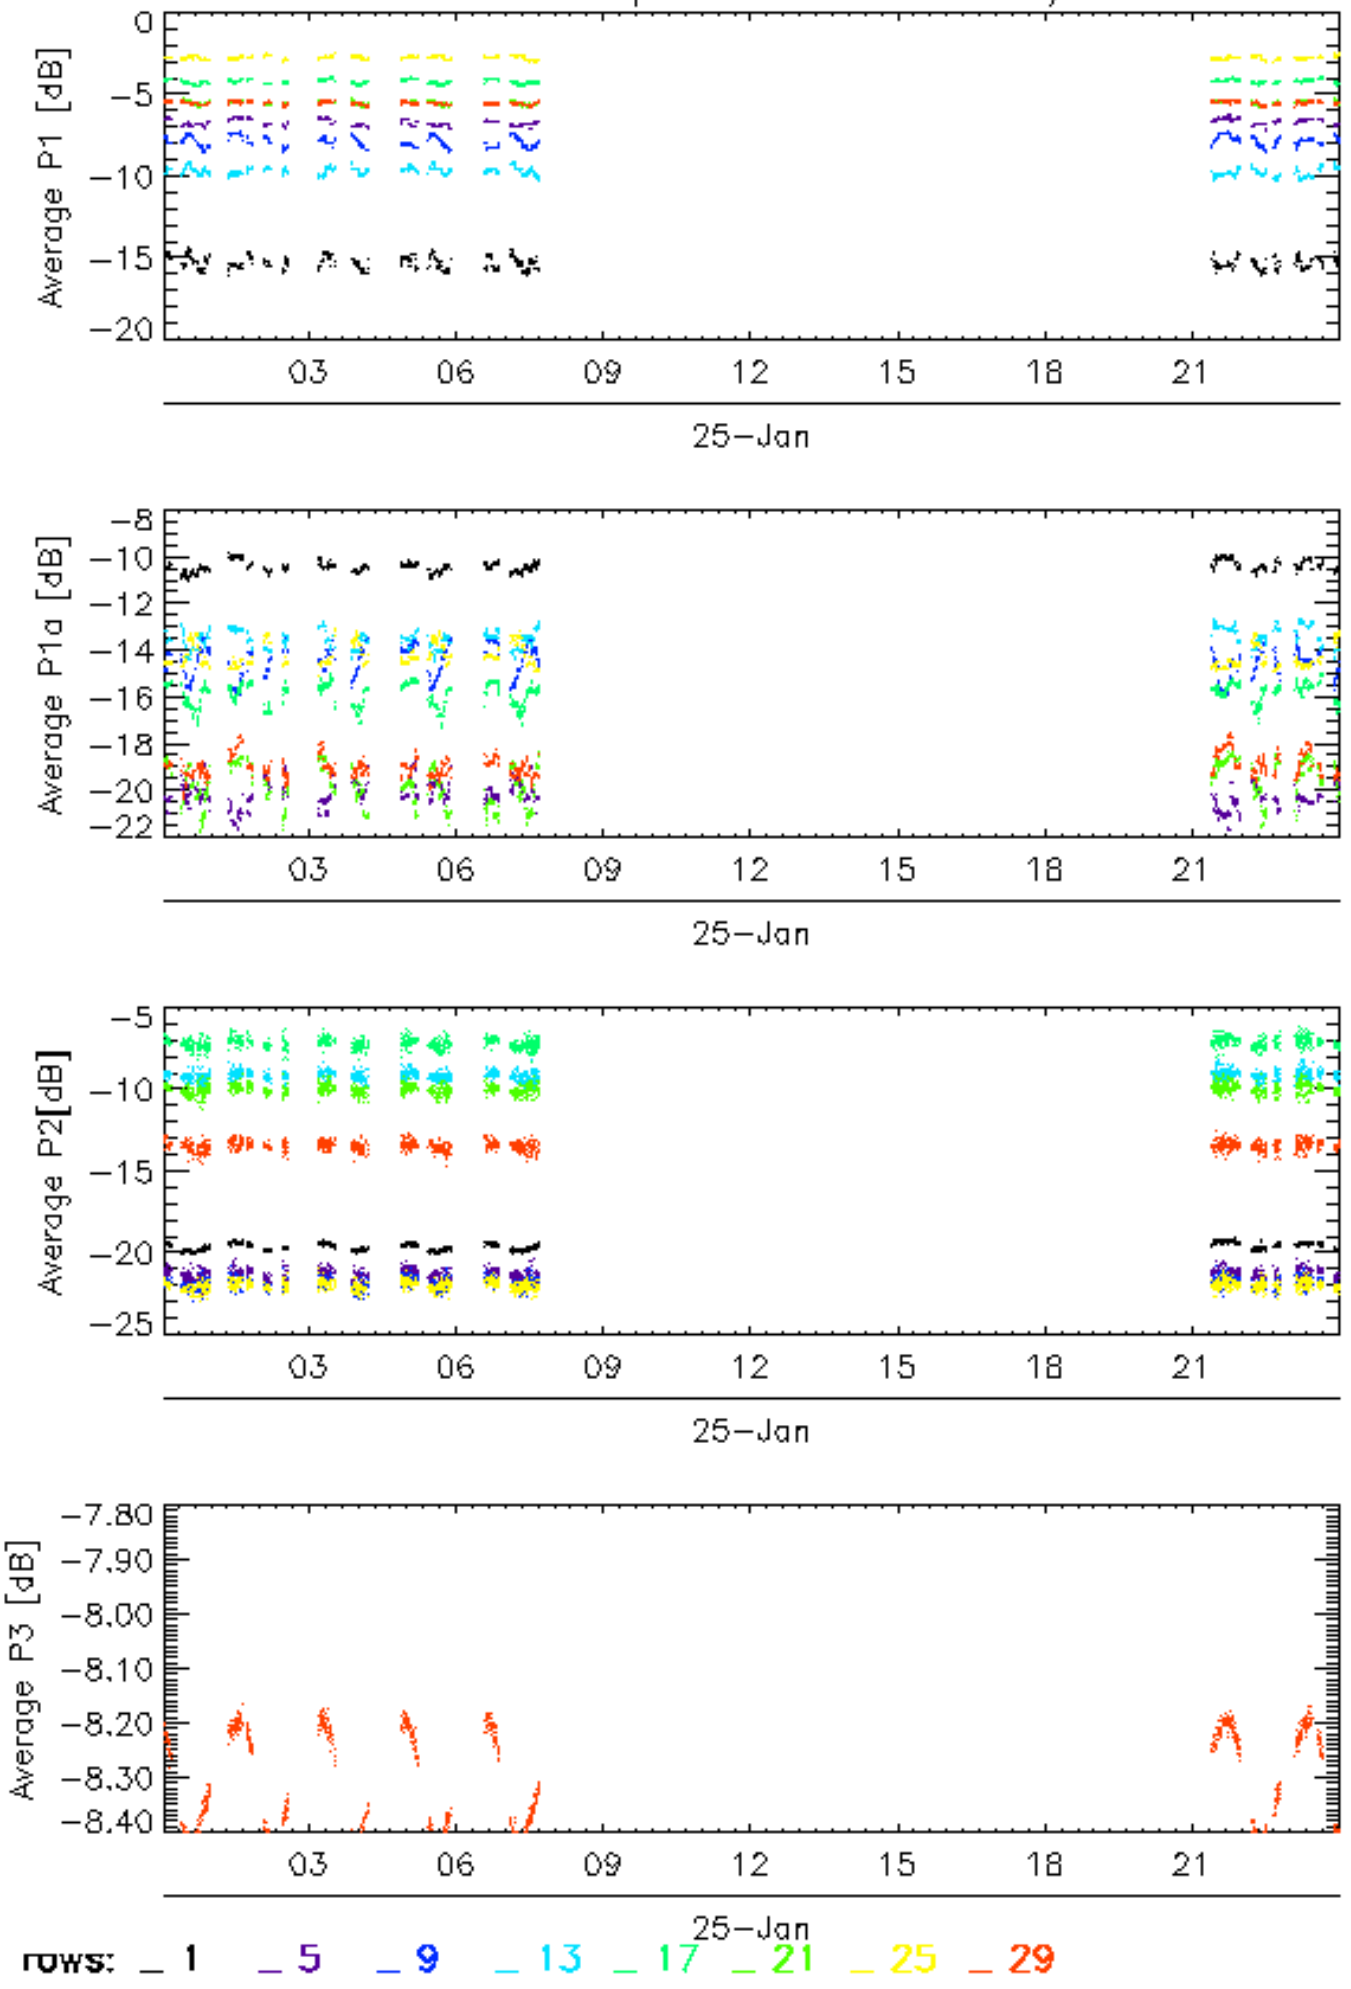 0
-5
-10
-15
-20
Average P1 [dB]
03 06 09 12 15 18 21
25-Jan
-8
-10
-12
-14
-16
-18
-20
-22
Average P1a [dB]
03 06 09 12 15 18 21
25-Jan
-5
-10
-15
-20
-25
Average P2[dB]
03 06 09 12 15 18 21
25-Jan
-7.80
-7.90
-8.00
-8.10
-8.20
-8.30
-8.40
Average P3 [dB]
03 06 09 12 15 18 21
25-Jan
rows: _ 1 _ 5 _ 9 _ 13 _ 17 _ 21 _ 25 _ 29